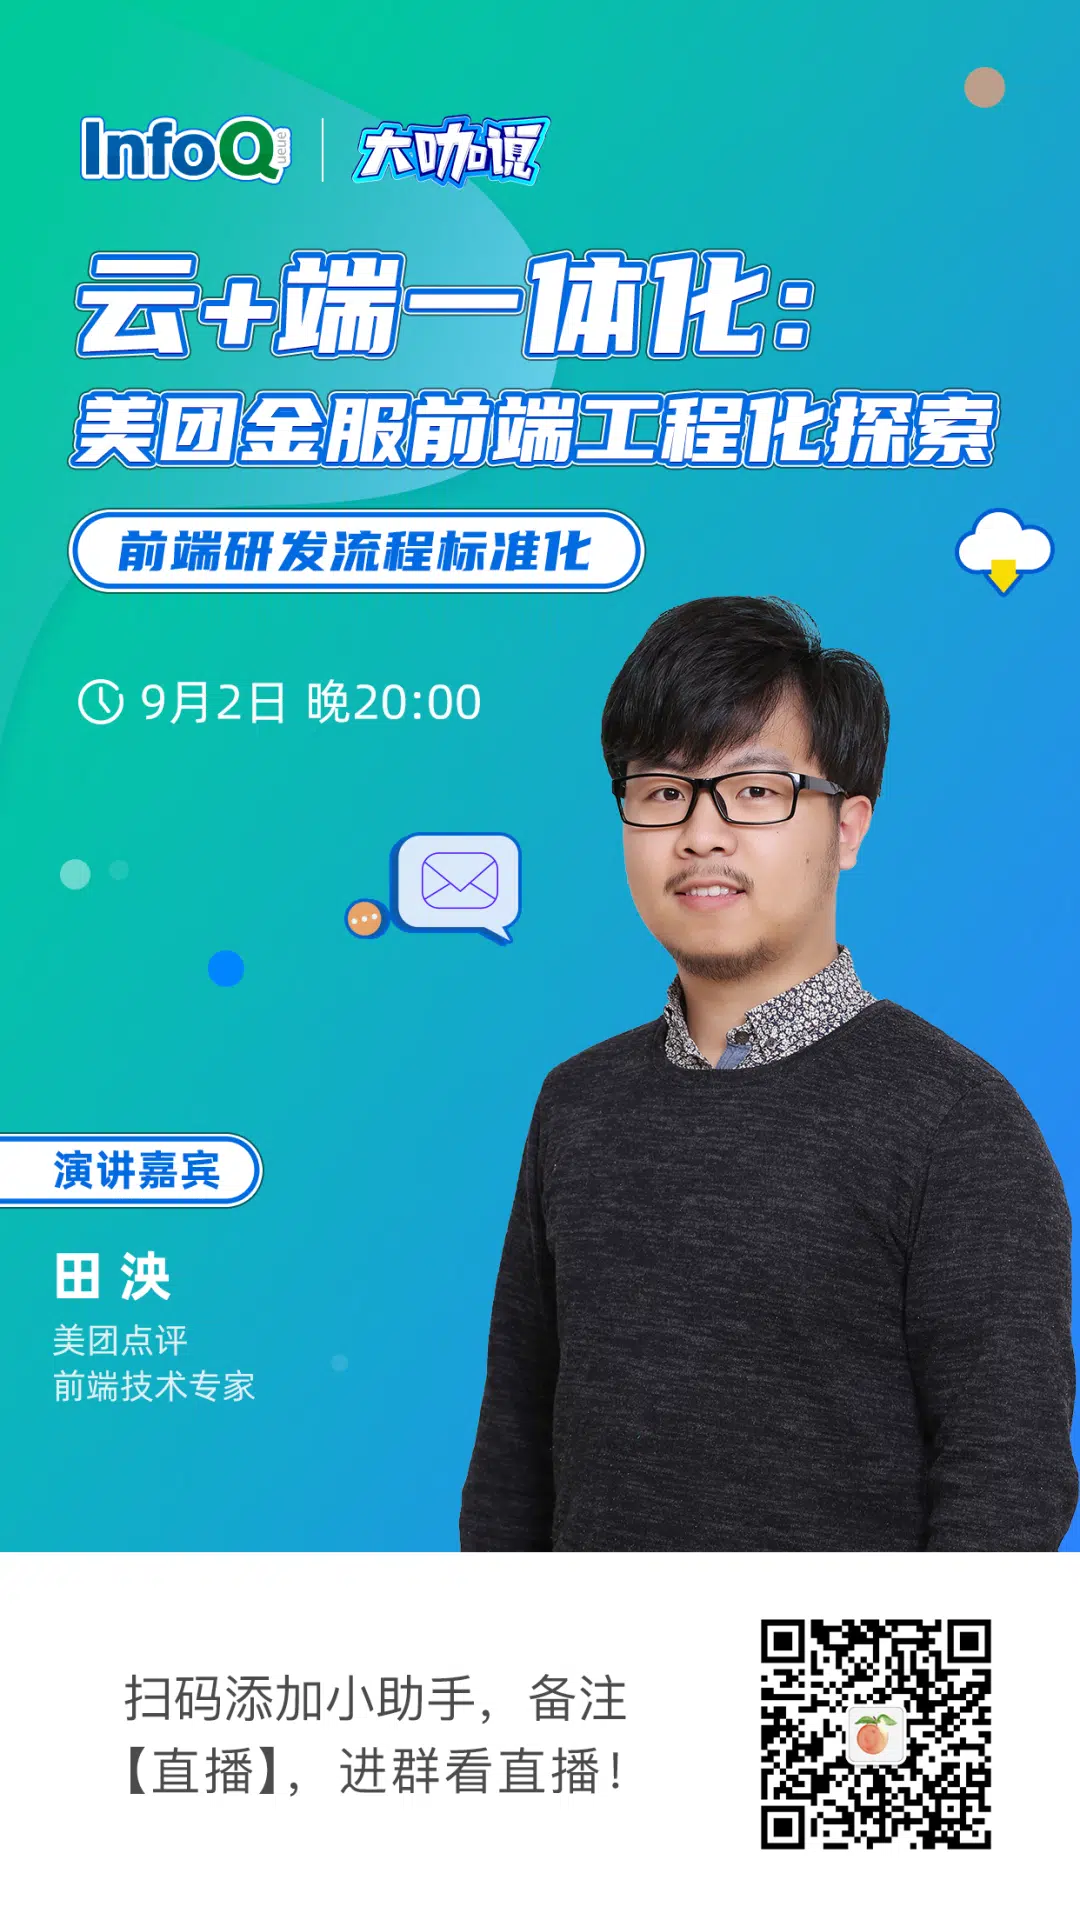 InfoQ
ueue
大咖说
云+端一体化：
美团金服前端工程化探索
前端研发流程标准化
9月2日 晚20:00
演讲嘉宾
田 泱
美团点评
前端技术专家
扫码添加小助手，备注
【直播】，进群看直播！